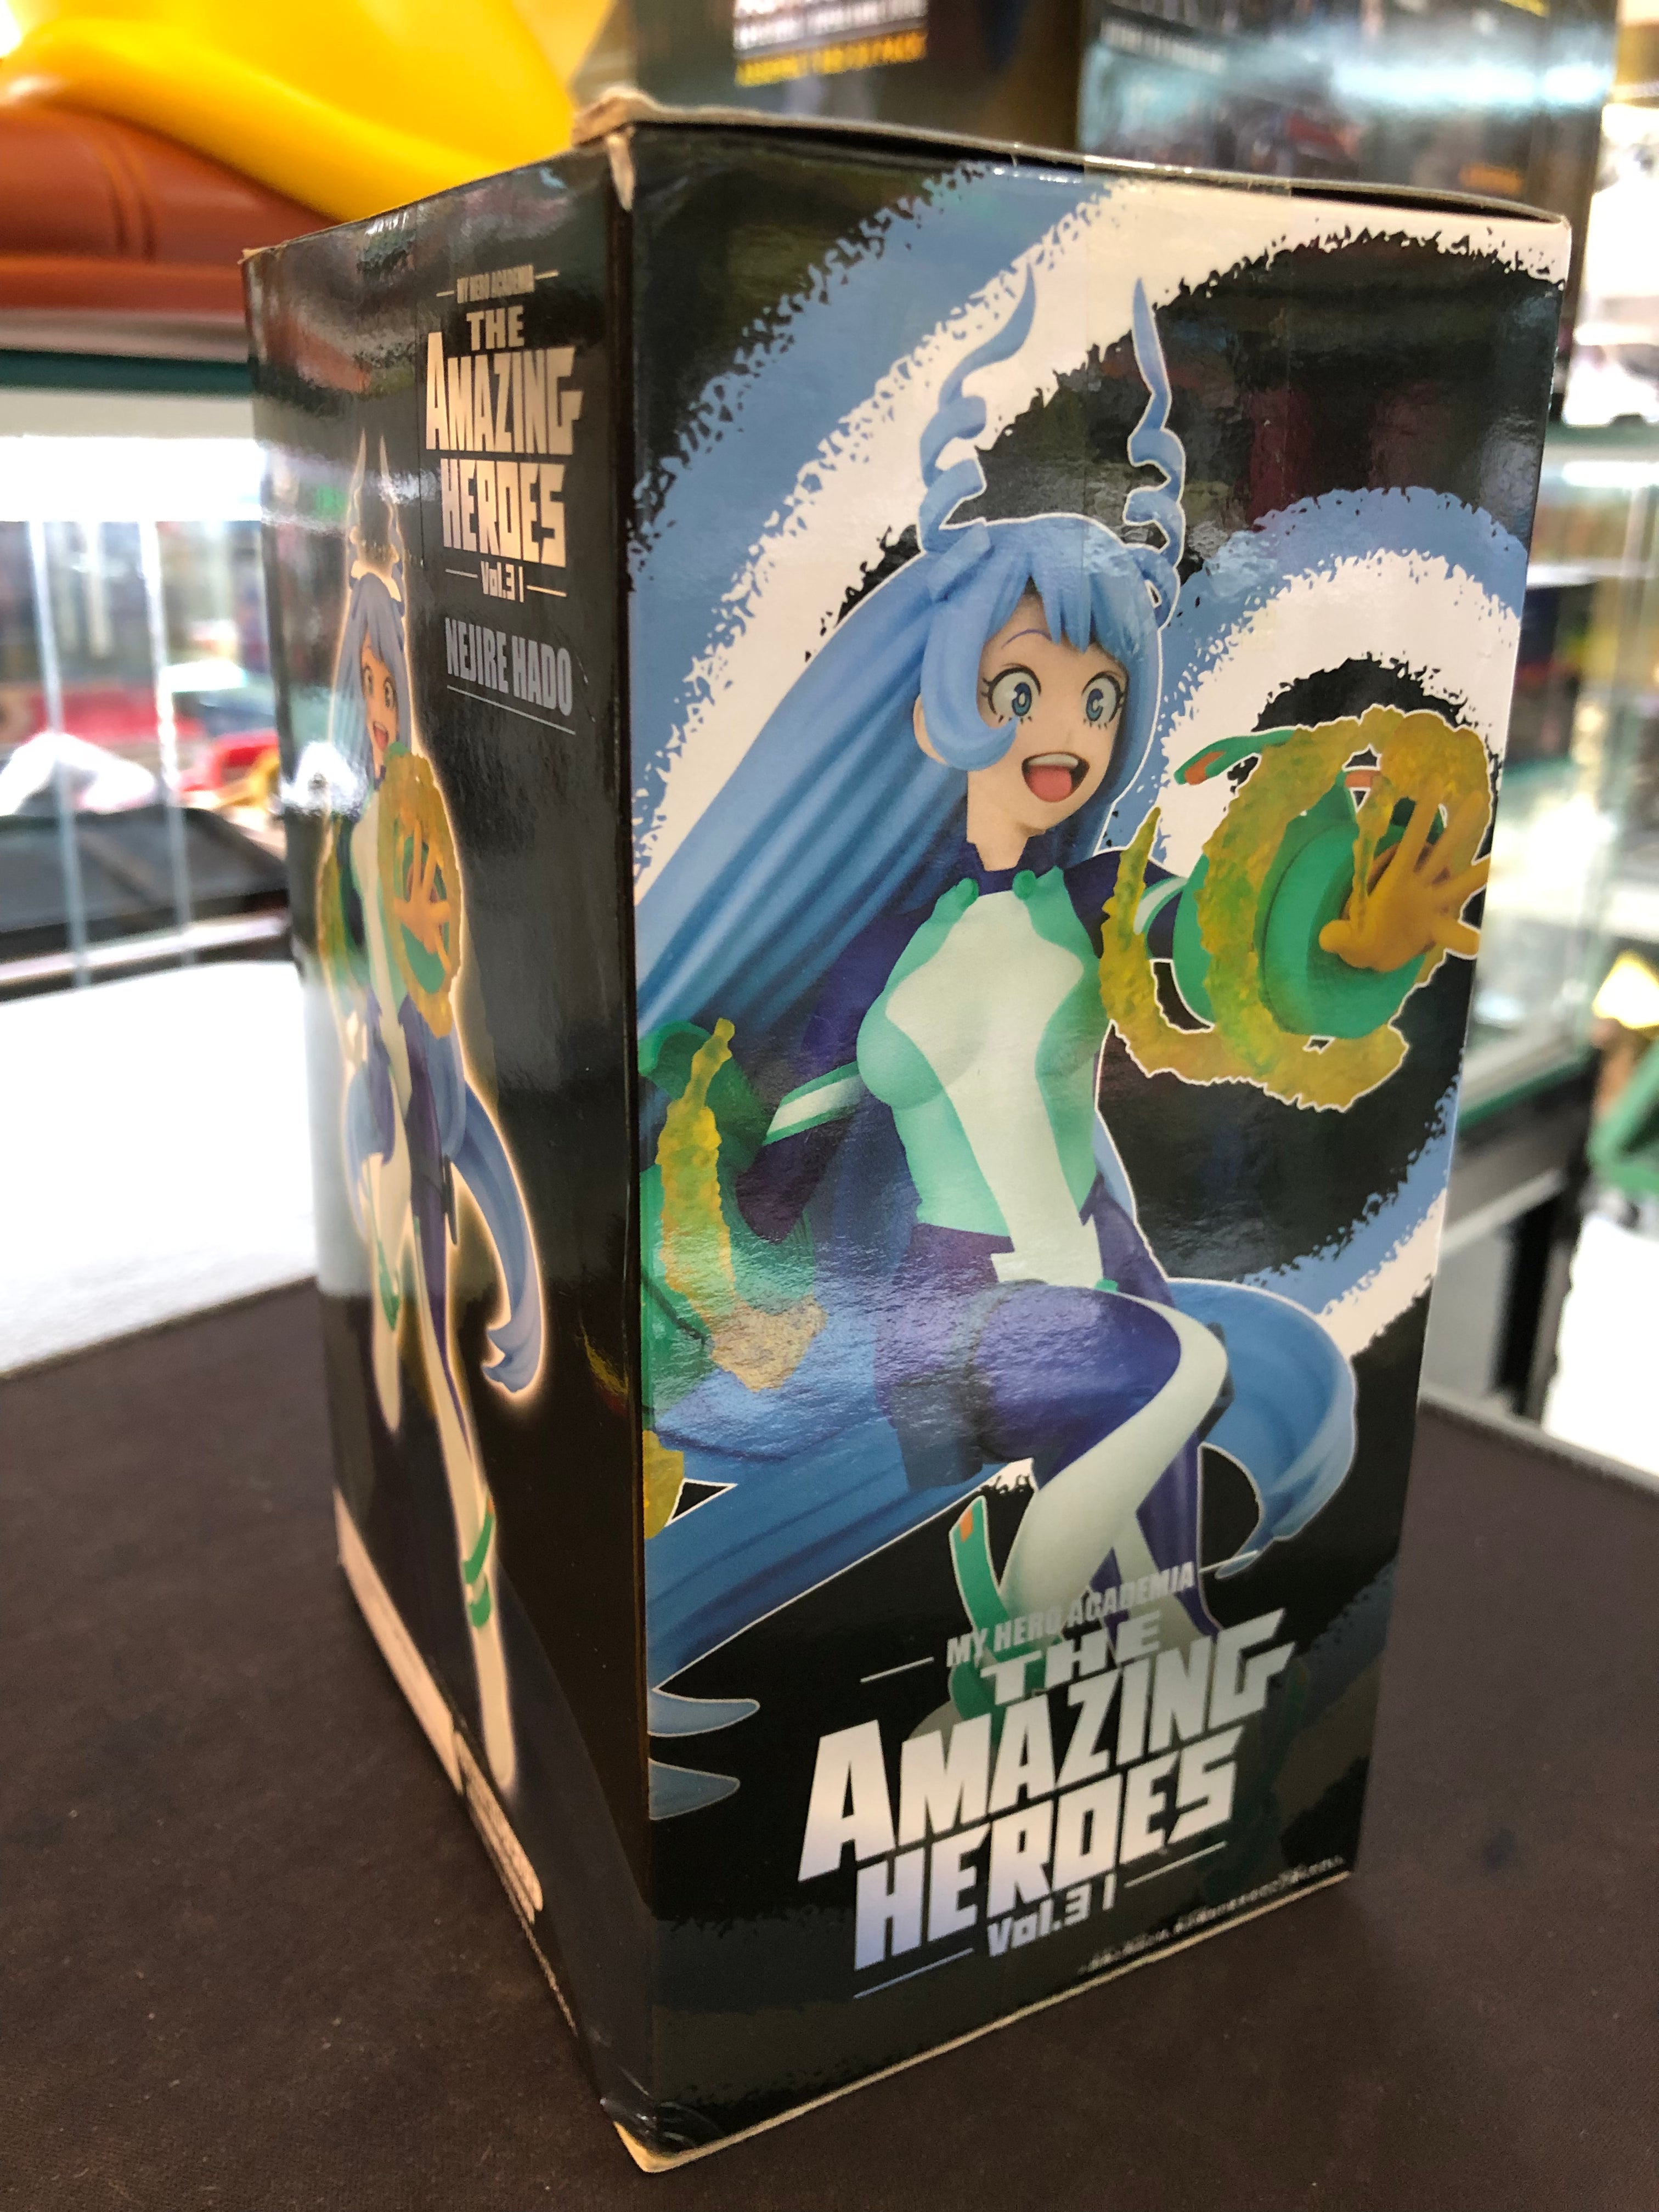 MY HERO ACADEMIA
THE
AMAZING
HEROES
Vol.31
NEJIRE HADO
MY HERO ACADEMIA
THE
AMAZING
HEROES
Vol.31